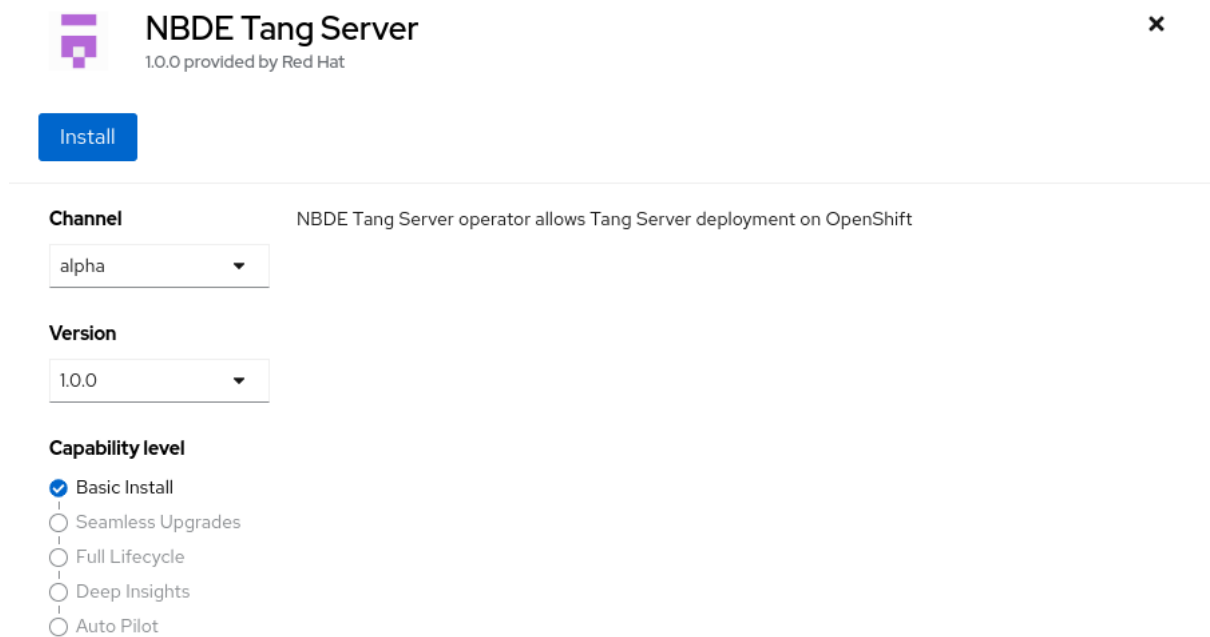 NBDE Tang Server
1.0.0 provided by Red Hat
Install
Channel
alpha
Version
1.0.0
Capability level
Basic Install
Seamless Upgrades
Full Lifecycle
Deep Insights
Auto Pilot
NBDE Tang Server operator allows Tang Server deployment on OpenShift